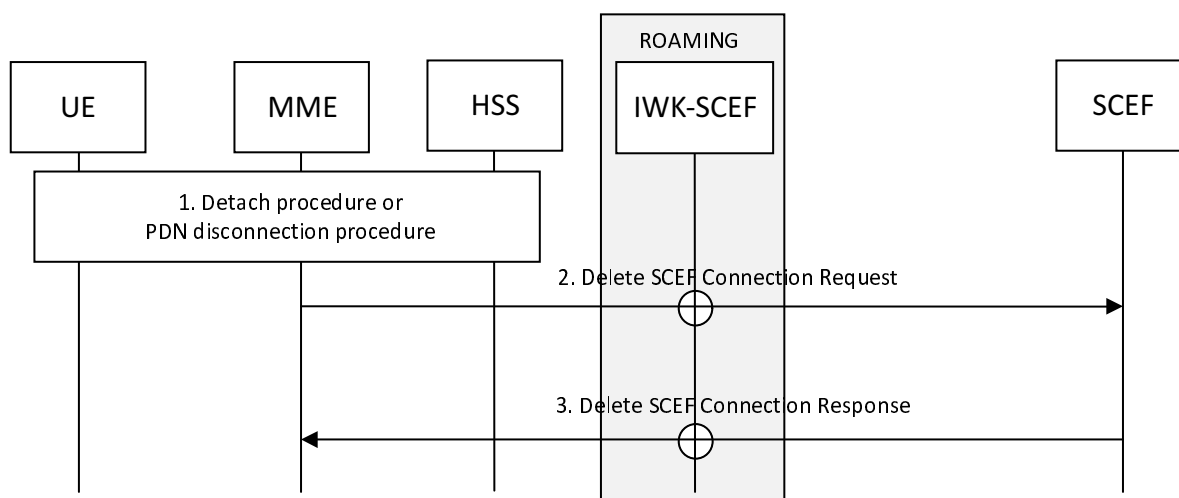 ROAMING
UE
MME
HSS
IWK-SCEF
SCEF
1. Detach procedure or
PDN disconnection procedure
2. Delete SCEF Connection Request
3. Delete SCEF Connection Response